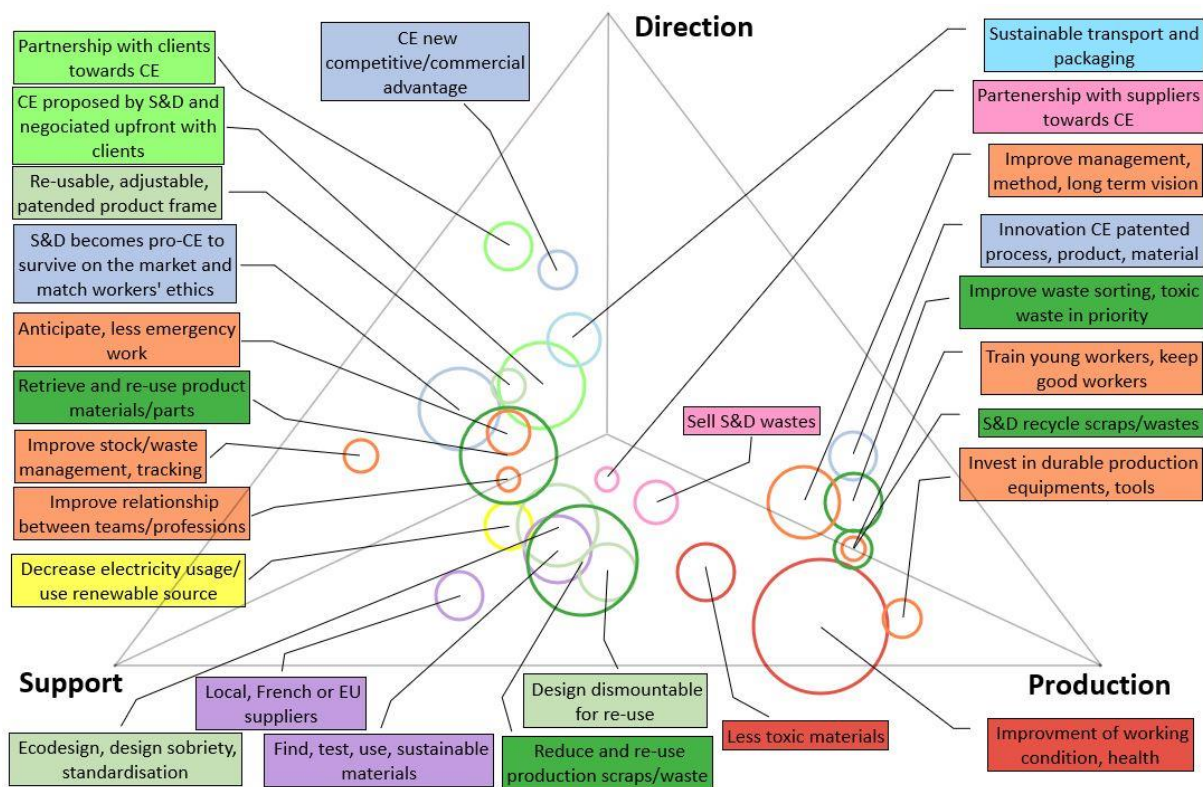 Direction
Partnership with clients
towards CE
CE new
competitive/commercial
advantage
CE proposed by S&D and
negociated upfront with
clients
Re-usable, adjustable,
patended product frame
S&D becomes pro-CE to
survive on the market and
match workers' ethics
Anticipate, less emergency
work
Retrieve and re-use product
materials/parts
Improve stock/waste
management, tracking
Improve relationship
between teams/professions
Decrease electricity usage/
use renewable source
Sustainable transport and
packaging
Partenership with suppliers
towards CE
Improve management,
method, long term vision
Innovation CE patented
process, product, material
Improve waste sorting, toxic
waste in priority
Train young workers, keep
good workers
S&D recycle scraps/wastes
Invest in durable production
equipments, tools
Sell S&D wastes
Support
Production
Ecodesign, design sobriety,
standardisation
Local, French or EU
suppliers
Find, test, use, sustainable
materials
Design dismountable
for re-use
Reduce and re-use
production scraps/waste
Less toxic materials
Improvment of working
condition, health